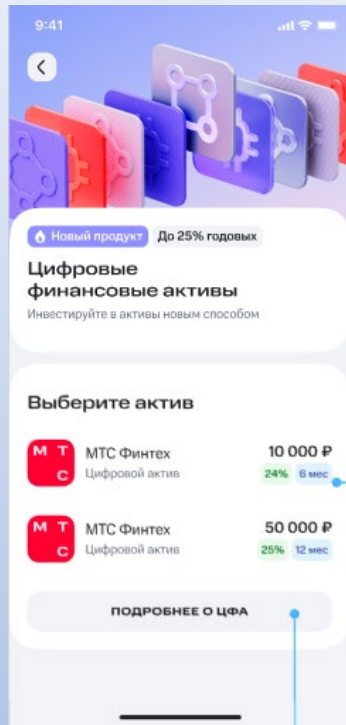 9:41
Новый продукт До 25% годовых
Цифровые
финансовые активы
Инвестируйте в активы новым способом
Выберите актив
М Т
С
МТС Финтех 10 000 ₽
Цифровой актив 24% 6 мес
М Т
С
МТС Финтех 50 000 ₽
Цифровой актив 25% 12 мес
ПОДРОБНЕЕ О ЦФА